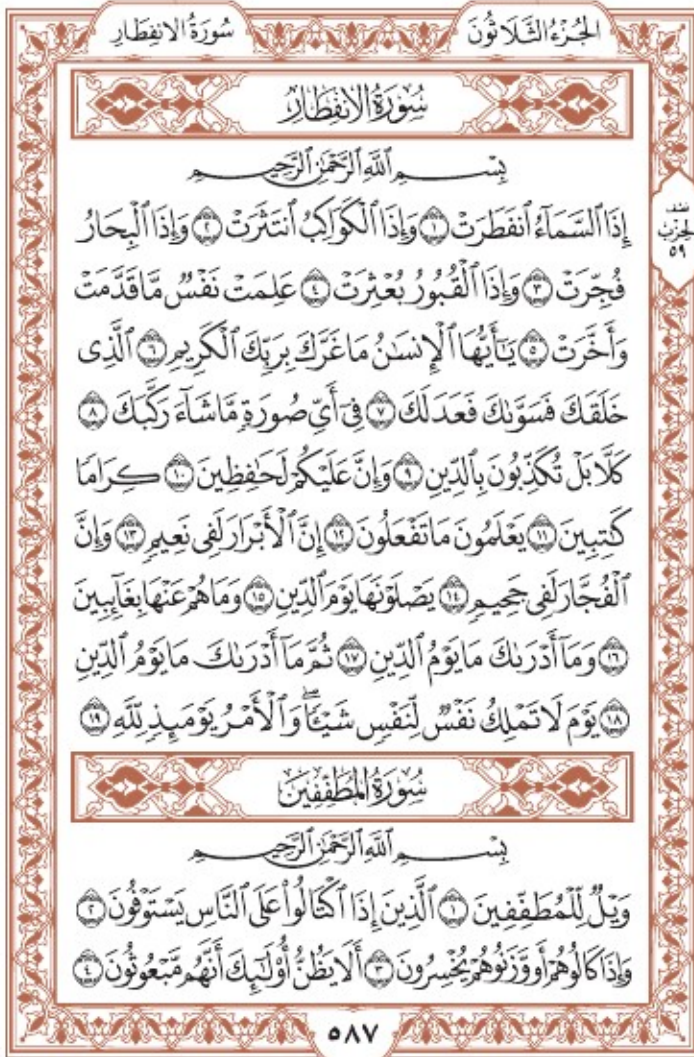 سُورَةُ الانفِطَارِ
الجُزْءُ الثَّلَاثُونَ
سُورَةُ الانفِطَارِ
بِسْمِ ٱللَّهِ ٱلرَّحْمَٰنِ ٱلرَّحِيمِ
إِذَا ٱلسَّمَآءُ ٱنفَطَرَتْ ١ وَإِذَا ٱلْكَوَاكِبُ ٱنتَثَرَتْ ٢ وَإِذَا ٱلْبِحَارُ
فُجِّرَتْ ٣ وَإِذَا ٱلْقُبُورُ بُعْثِرَتْ ٤ عَلِمَتْ نَفْسٌ مَّا قَدَّمَتْ
وَأَخَّرَتْ ٥ يَٰٓأَيُّهَا ٱلْإِنسَٰنُ مَا غَرَّكَ بِرَبِّكَ ٱلْكَرِيمِ ٦ ٱلَّذِى
خَلَقَكَ فَسَوَّىٰكَ فَعَدَلَكَ ٧ فِىٓ أَىِّ صُورَةٍ مَّا شَآءَ رَكَّبَكَ ٨
كَلَّا بَلْ تُكَذِّبُونَ بِٱلدِّينِ ٩ وَإِنَّ عَلَيْكُمْ لَحَٰفِظِينَ ١٠ كِرَامًا
كَٰتِبِينَ ١١ يَعْلَمُونَ مَا تَفْعَلُونَ ١٢ إِنَّ ٱلْأَبْرَارَ لَفِى نَعِيمٍ ١٣ وَإِنَّ
ٱلْفُجَّارَ لَفِى جَحِيمٍ ١٤ يَصْلَوْنَهَا يَوْمَ ٱلدِّينِ ١٥ وَمَا هُمْ عَنْهَا بِغَآئِبِينَ
١٦ وَمَآ أَدْرَىٰكَ مَا يَوْمُ ٱلدِّينِ ١٧ ثُمَّ مَآ أَدْرَىٰكَ مَا يَوْمُ ٱلدِّينِ
١٨ يَوْمَ لَا تَمْلِكُ نَفْسٌ لِّنَفْسٍ شَيْـًٔا ۖ وَٱلْأَمْرُ يَوْمَئِذٍ لِّلَّهِ ١٩
سُورَةُ المُطَفِّفِينَ
بِسْمِ ٱللَّهِ ٱلرَّحْمَٰنِ ٱلرَّحِيمِ
وَيْلٌ لِّلْمُطَفِّفِينَ ١ ٱلَّذِينَ إِذَا ٱكْتَالُوا۟ عَلَى ٱلنَّاسِ يَسْتَوْفُونَ ٢
وَإِذَا كَالُوهُمْ أَو وَّزَنُوهُمْ يُخْسِرُونَ ٣ أَلَا يَظُنُّ أُو۟لَٰٓئِكَ أَنَّهُم مَّبْعُوثُونَ ٤
نصف
الحزب
٥٩
٥٨٧